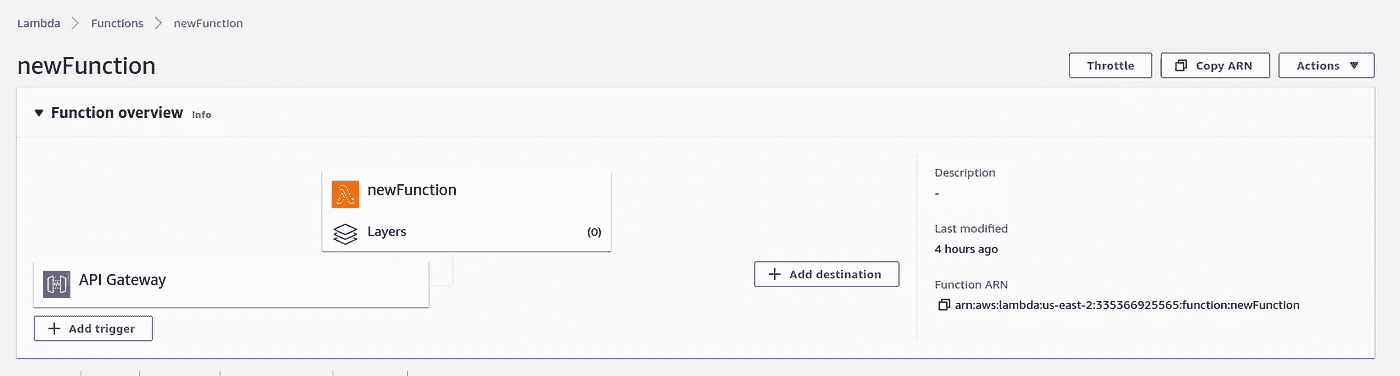 Lambda > Functions > newFunction
newFunction
Throttle
Copy ARN
Actions
Function overview Info
newFunction
Layers (0)
API Gateway
+ Add trigger
+ Add destination
Description
-
Last modified
4 hours ago
Function ARN
arn:aws:lambda:us-east-2:335366925565:function:newFunction